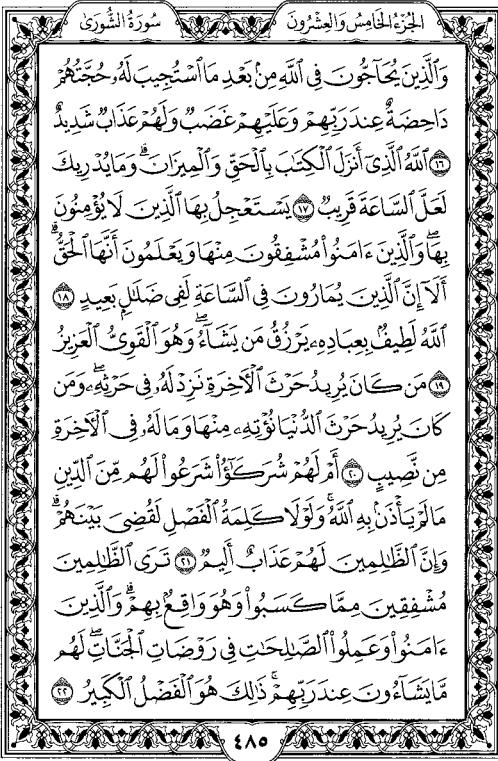 سُورَةُ الشُّورَىٰ
الجُزْءُ الخَامِسُ وَالعِشْرُونَ
وَٱلَّذِينَ يُحَآجُّونَ فِى ٱللَّهِ مِنۢ بَعْدِ مَا ٱسْتُجِيبَ لَهُۥ حُجَّتُهُمْ
دَاحِضَةٌ عِندَ رَبِّهِمْ وَعَلَيْهِمْ غَضَبٌ وَلَهُمْ عَذَابٌ شَدِيدٌ
١٦ ٱللَّهُ ٱلَّذِىٓ أَنزَلَ ٱلْكِتَٰبَ بِٱلْحَقِّ وَٱلْمِيزَانَ ۗ وَمَا يُدْرِيكَ
لَعَلَّ ٱلسَّاعَةَ قَرِيبٌ ١٧ يَسْتَعْجِلُ بِهَا ٱلَّذِينَ لَا يُؤْمِنُونَ
بِهَا ۖ وَٱلَّذِينَ ءَامَنُوا۟ مُشْفِقُونَ مِنْهَا وَيَعْلَمُونَ أَنَّهَا ٱلْحَقُّ ۗ
أَلَآ إِنَّ ٱلَّذِينَ يُمَارُونَ فِى ٱلسَّاعَةِ لَفِى ضَلَٰلٍۭ بَعِيدٍ ١٨
ٱللَّهُ لَطِيفٌۢ بِعِبَادِهِۦ يَرْزُقُ مَن يَشَآءُ ۖ وَهُوَ ٱلْقَوِىُّ ٱلْعَزِيزُ
١٩ مَن كَانَ يُرِيدُ حَرْثَ ٱلْءَاخِرَةِ نَزِدْ لَهُۥ فِى حَرْثِهِۦ ۖ وَمَن
كَانَ يُرِيدُ حَرْثَ ٱلدُّنْيَا نُؤْتِهِۦ مِنْهَا وَمَا لَهُۥ فِى ٱلْءَاخِرَةِ
مِن نَّصِيبٍ ٢٠ أَمْ لَهُمْ شُرَكَٰٓؤُا۟ شَرَعُوا۟ لَهُم مِّنَ ٱلدِّينِ
مَا لَمْ يَأْذَنۢ بِهِ ٱللَّهُ ۚ وَلَوْلَا كَلِمَةُ ٱلْفَصْلِ لَقُضِىَ بَيْنَهُمْ ۗ
وَإِنَّ ٱلظَّٰلِمِينَ لَهُمْ عَذَابٌ أَلِيمٌ ٢١ تَرَى ٱلظَّٰلِمِينَ
مُشْفِقِينَ مِمَّا كَسَبُوا۟ وَهُوَ وَاقِعٌۢ بِهِمْ ۗ وَٱلَّذِينَ
ءَامَنُوا۟ وَعَمِلُوا۟ ٱلصَّٰلِحَٰتِ فِى رَوْضَاتِ ٱلْجَنَّاتِ ۖ لَهُم
مَّا يَشَآءُونَ عِندَ رَبِّهِمْ ۚ ذَٰلِكَ هُوَ ٱلْفَضْلُ ٱلْكَبِيرُ ٢٢
٤٨٥